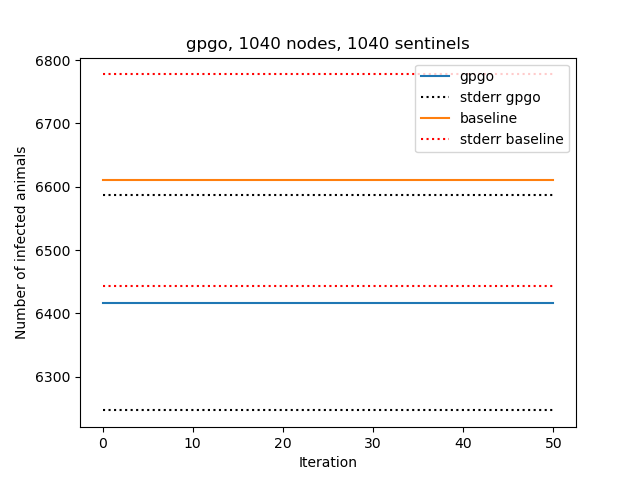 gpgo, 1040 nodes, 1040 sentinels
6800
6700
6600
6500
6400
6300
Number of infected animals
gpgo
stderr gpgo
baseline
stderr baseline
0 10 20 30 40 50
Iteration